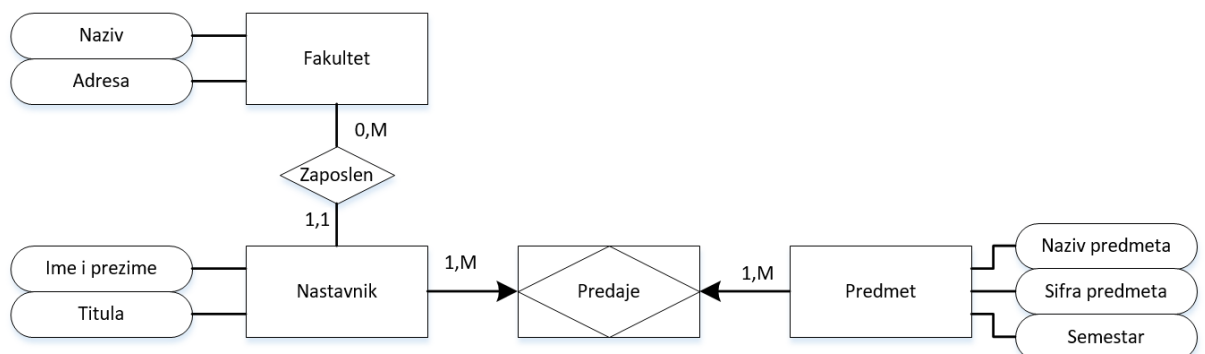 Naziv
Adresa
Fakultet
0,M
Zaposlen
1,1
Ime i prezime
Titula
Nastavnik
1,M
Predaje
1,M
Predmet
Naziv predmeta
Sifra predmeta
Semestar